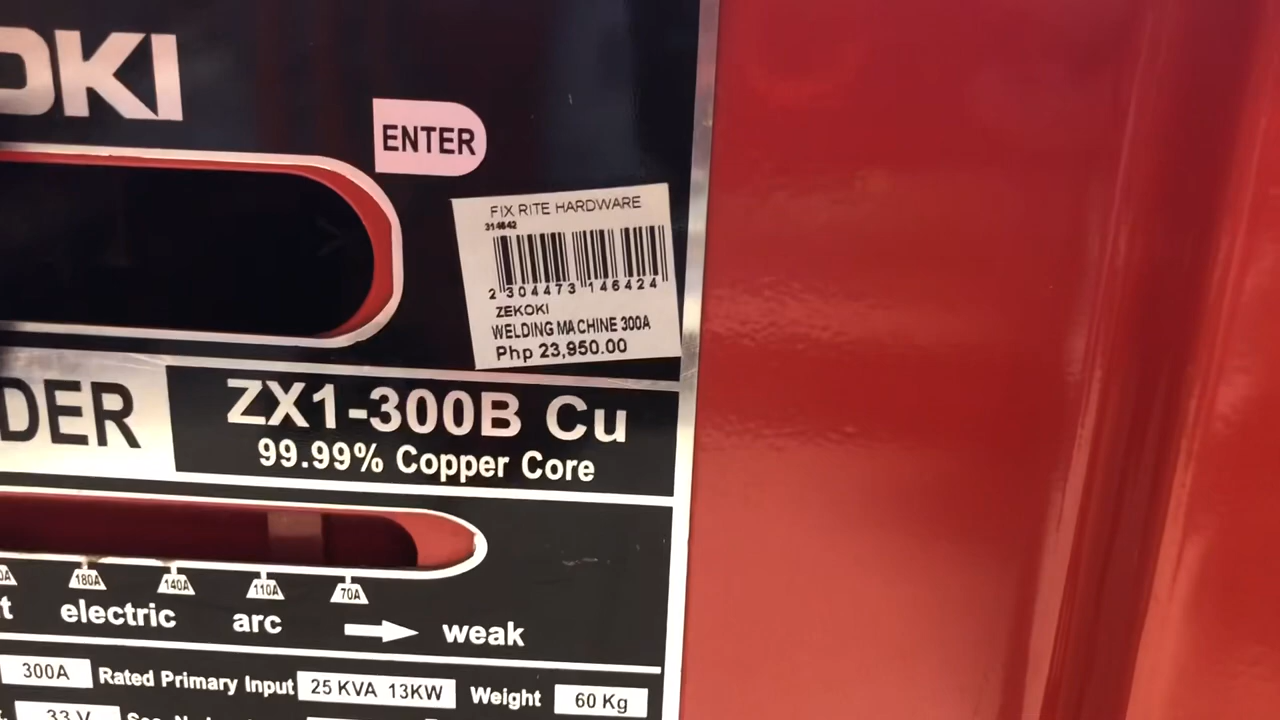 OKI
ENTER
FIX RITE HARDWARE
314642
2 304473 146424
ZEKOKI
WELDING MACHINE 300A
Php 23,950.00
DER
ZX1-300B Cu
99.99% Copper Core
180A 140A 110A 70A
electric arc weak
300A Rated Primary Input 25 KVA 13KW Weight 60 Kg
33 V